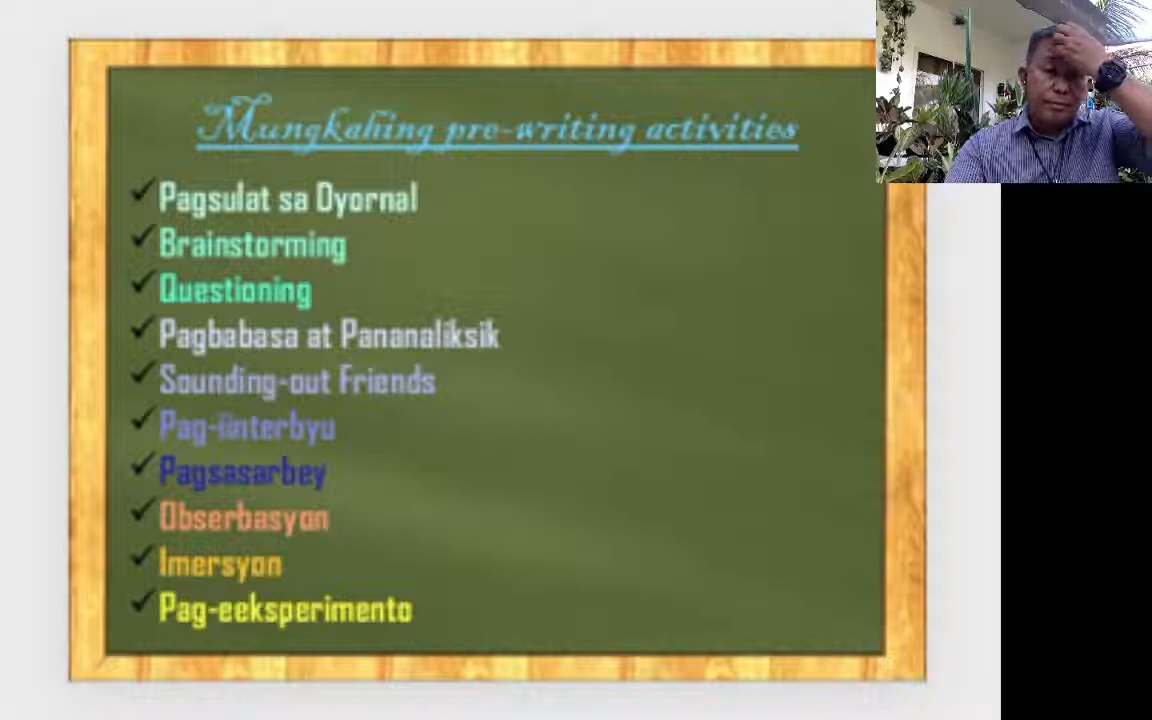 Mungkahing pre-writing activities
Pagsulat sa Dyornal
Brainstorming
Questioning
Pagbabasa at Pananaliksik
Sounding-out Friends
Pag-iinterbyu
Pagsasarbey
Obserbasyon
Imersyon
Pag-eeksperimento